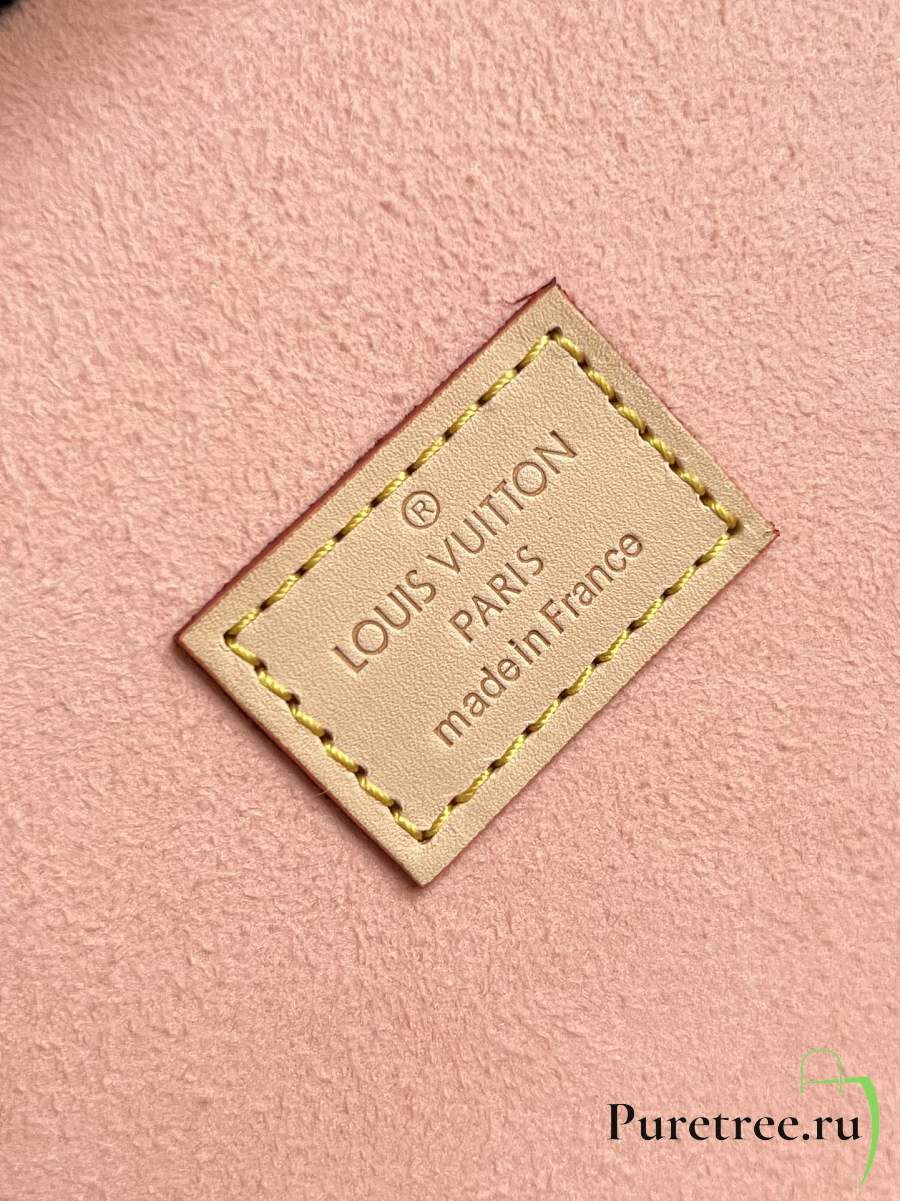 ®
LOUIS VUITTON
PARIS
made in France
Puretree.ru